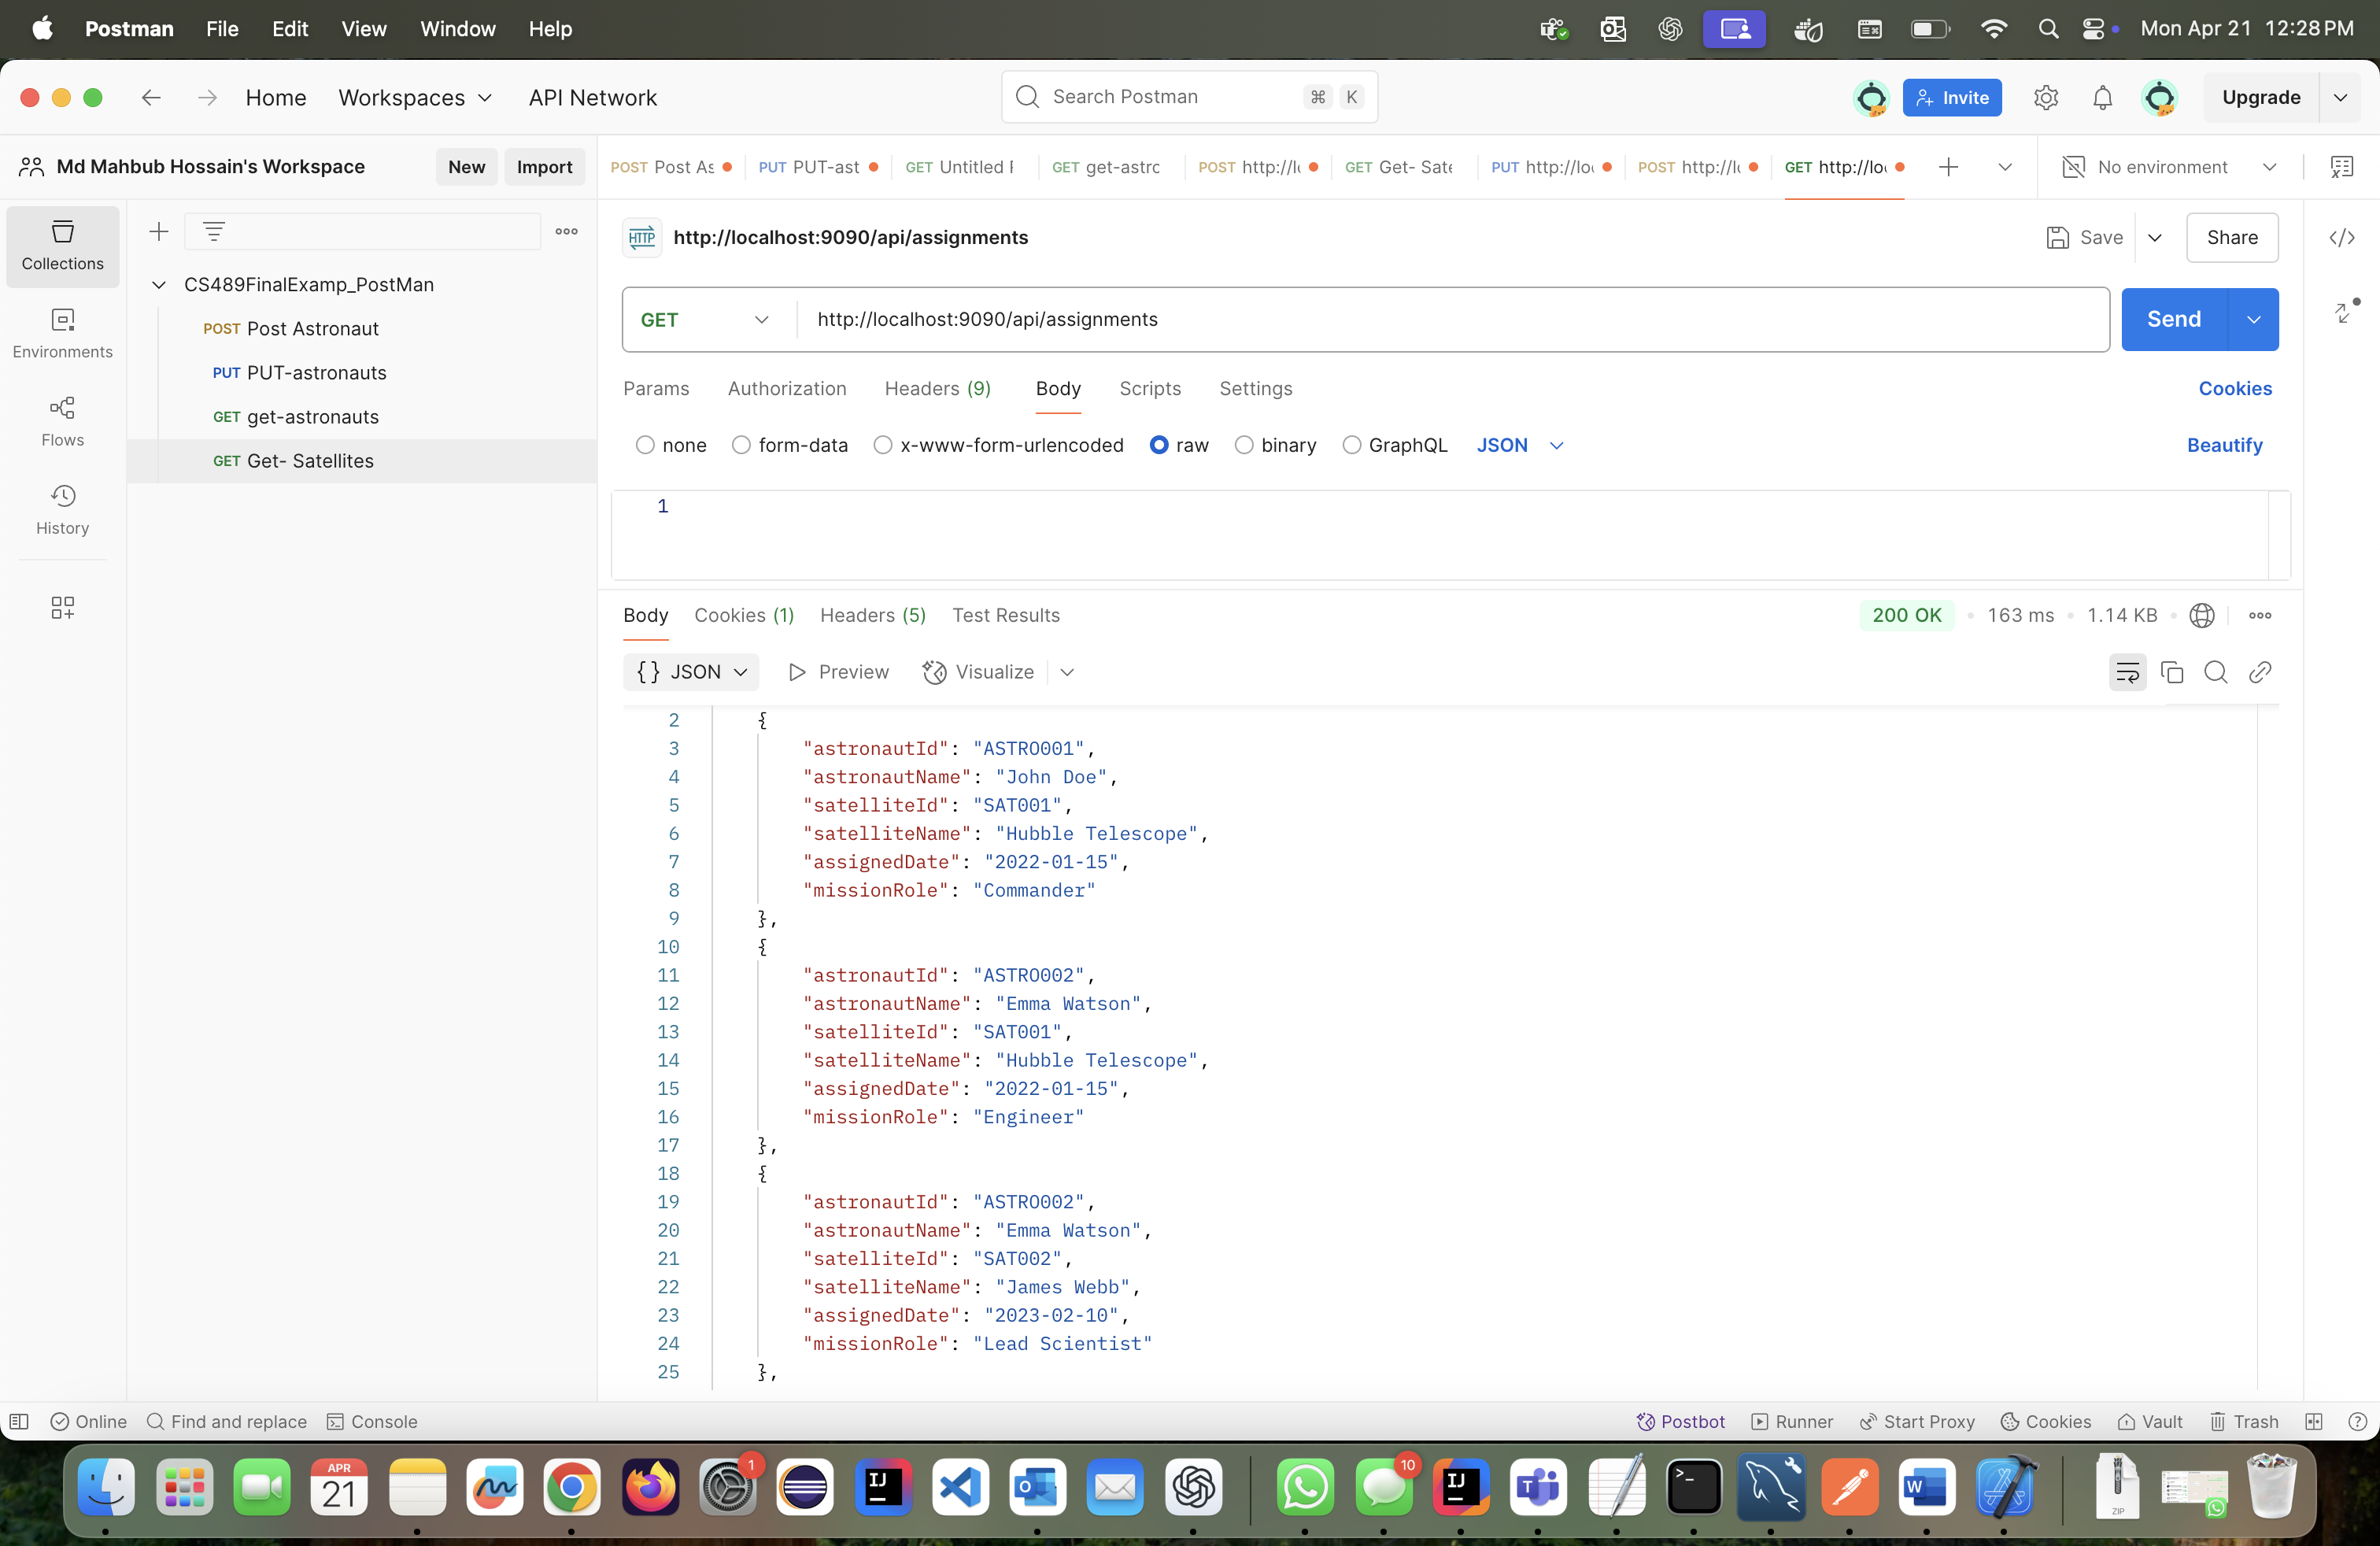 Postman File Edit View Window Help Mon Apr 21 12:28 PM
Home Workspaces API Network Search Postman ⌘ K Invite Upgrade
Md Mahbub Hossain's Workspace New Import
POST Post As PUT PUT-ast GET Untitled GET get-astro POST http://lo GET Get- Sate PUT http://lo POST http://lo GET http://lo No environment
Collections
Environments
Flows
History
CS489FinalExamp_PostMan
POST Post Astronaut
PUT PUT-astronauts
GET get-astronauts
GET Get- Satellites
HTTP http://localhost:9090/api/assignments Save Share
GET http://localhost:9090/api/assignments Send
Params Authorization Headers (9) Body Scripts Settings Cookies
none form-data x-www-form-urlencoded raw binary GraphQL JSON Beautify
1
Body Cookies (1) Headers (5) Test Results 200 OK 163 ms 1.14 KB
{} JSON Preview Visualize
2 {
3 "astronautId": "ASTRO001",
4 "astronautName": "John Doe",
5 "satelliteId": "SAT001",
6 "satelliteName": "Hubble Telescope",
7 "assignedDate": "2022-01-15",
8 "missionRole": "Commander"
9 },
10 {
11 "astronautId": "ASTRO002",
12 "astronautName": "Emma Watson",
13 "satelliteId": "SAT001",
14 "satelliteName": "Hubble Telescope",
15 "assignedDate": "2022-01-15",
16 "missionRole": "Engineer"
17 },
18 {
19 "astronautId": "ASTRO002",
20 "astronautName": "Emma Watson",
21 "satelliteId": "SAT002",
22 "satelliteName": "James Webb",
23 "assignedDate": "2023-02-10",
24 "missionRole": "Lead Scientist"
25 },
Online Find and replace Console Postbot Runner Start Proxy Cookies Vault Trash
APR
21
1
IJ
10
IJ
ZIP